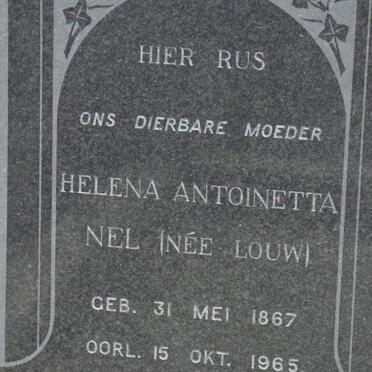 HIER RUS
ONS DIERBARE MOEDER
HELENA ANTOINETTA
NEL (NÉE LOUW)
GEB. 31 MEI 1867
OORL. 15 OKT. 1965